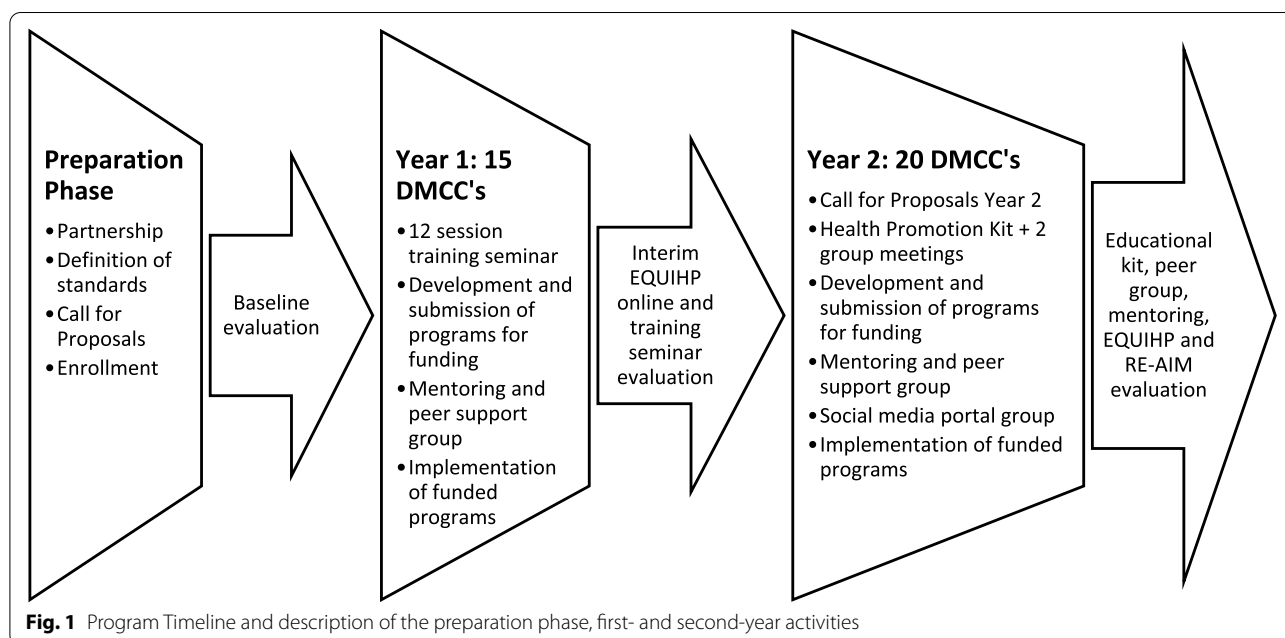 Preparation
Phase
•Partnership
•Definition of
standards
•Call for
Proposals
•Enrollment
Baseline
evaluation
Year 1: 15
DMCC's
•12 session
training seminar
•Development and
submission of
programs for
funding
•Mentoring and
peer support
group
•Implementation
of funded
programs
Interim
EQUIHP
online and
training
seminar
evaluation
Year 2: 20 DMCC's
•Call for Proposals Year 2
•Health Promotion Kit + 2
group meetings
•Development and
submission of programs
for funding
•Mentoring and peer
support group
•Social media portal group
•Implementation of funded
programs
Educational
kit, peer
group,
mentoring,
EQUIHP and
RE-AIM
evaluation
Fig. 1 Program Timeline and description of the preparation phase, first- and second-year activities